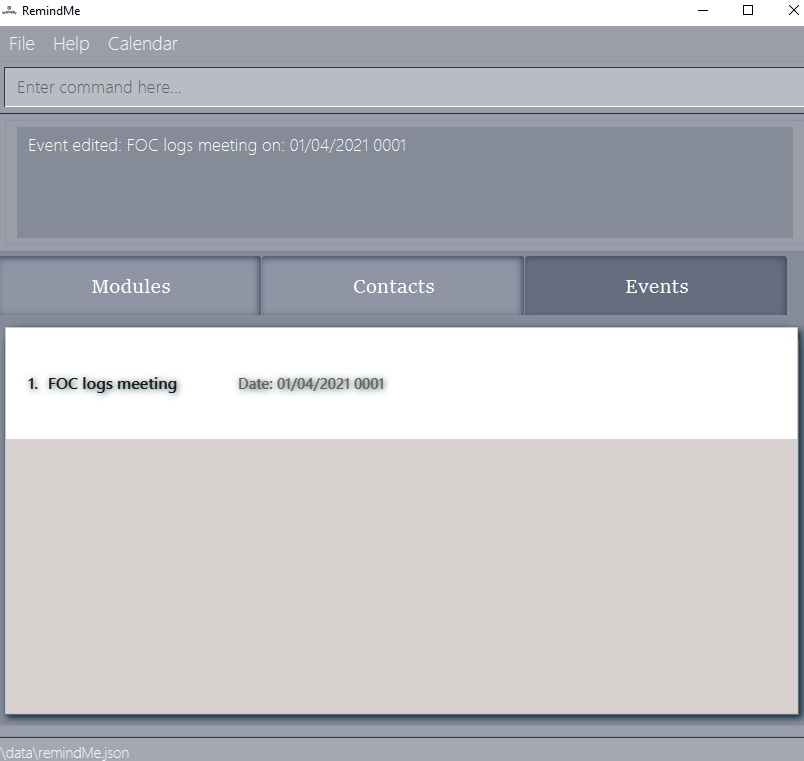 RemindMe
File Help Calendar
Enter command here...
Event edited: FOC logs meeting on: 01/04/2021 0001
Modules Contacts Events
1. FOC logs meeting Date: 01/04/2021 0001
\data\remindMe.json